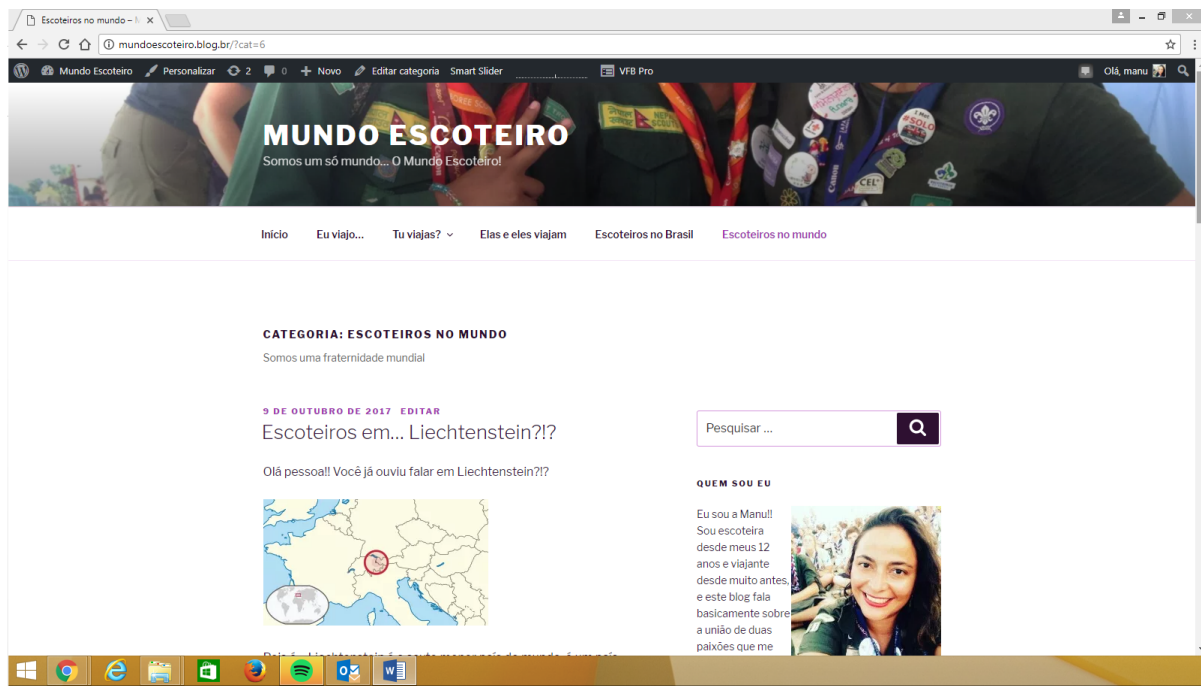 Escoteiros no mundo –
mundoescoteiro.blog.br/?cat=6
Mundo Escoteiro Personalizar 2 0 Novo Editar categoria Smart Slider VFB Pro Olá, manu
MUNDO ESCOTEIRO
Somos um só mundo... O Mundo Escoteiro!
#SOLO
CEL
Início Eu viajo... Tu viajas? Elas e eles viajam Escoteiros no Brasil Escoteiros no mundo
CATEGORIA: ESCOTEIROS NO MUNDO
Somos uma fraternidade mundial
9 DE OUTUBRO DE 2017 EDITAR
Escoteiros em... Liechtenstein?!?
Olá pessoa!! Você já ouviu falar em Liechtenstein?!?
Pesquisar ...
QUEM SOU EU
Eu sou a Manu!!
Sou escoteira
desde meus 12
anos e viajante
desde muito antes,
e este blog fala
basicamente sobre
a união de duas
paixões que me